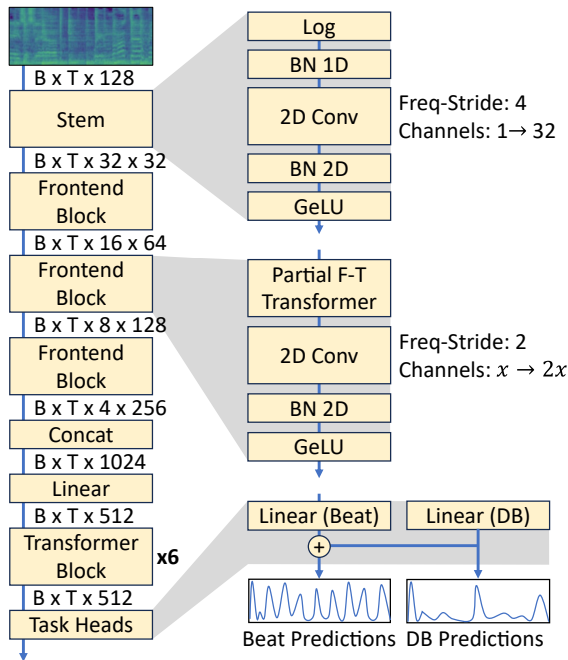 B x T x 128
Stem
B x T x 32 x 32
Frontend
Block
B x T x 16 x 64
Frontend
Block
B x T x 8 x 128
Frontend
Block
B x T x 4 x 256
Concat
B x T x 1024
Linear
B x T x 512
Transformer
Block
x6
B x T x 512
Task Heads
Log
BN 1D
2D Conv
Freq-Stride: 4
Channels: 1→ 32
BN 2D
GeLU
Partial F-T
Transformer
2D Conv
Freq-Stride: 2
Channels: x → 2x
BN 2D
GeLU
Linear (Beat)
Linear (DB)
+
Beat Predictions
DB Predictions